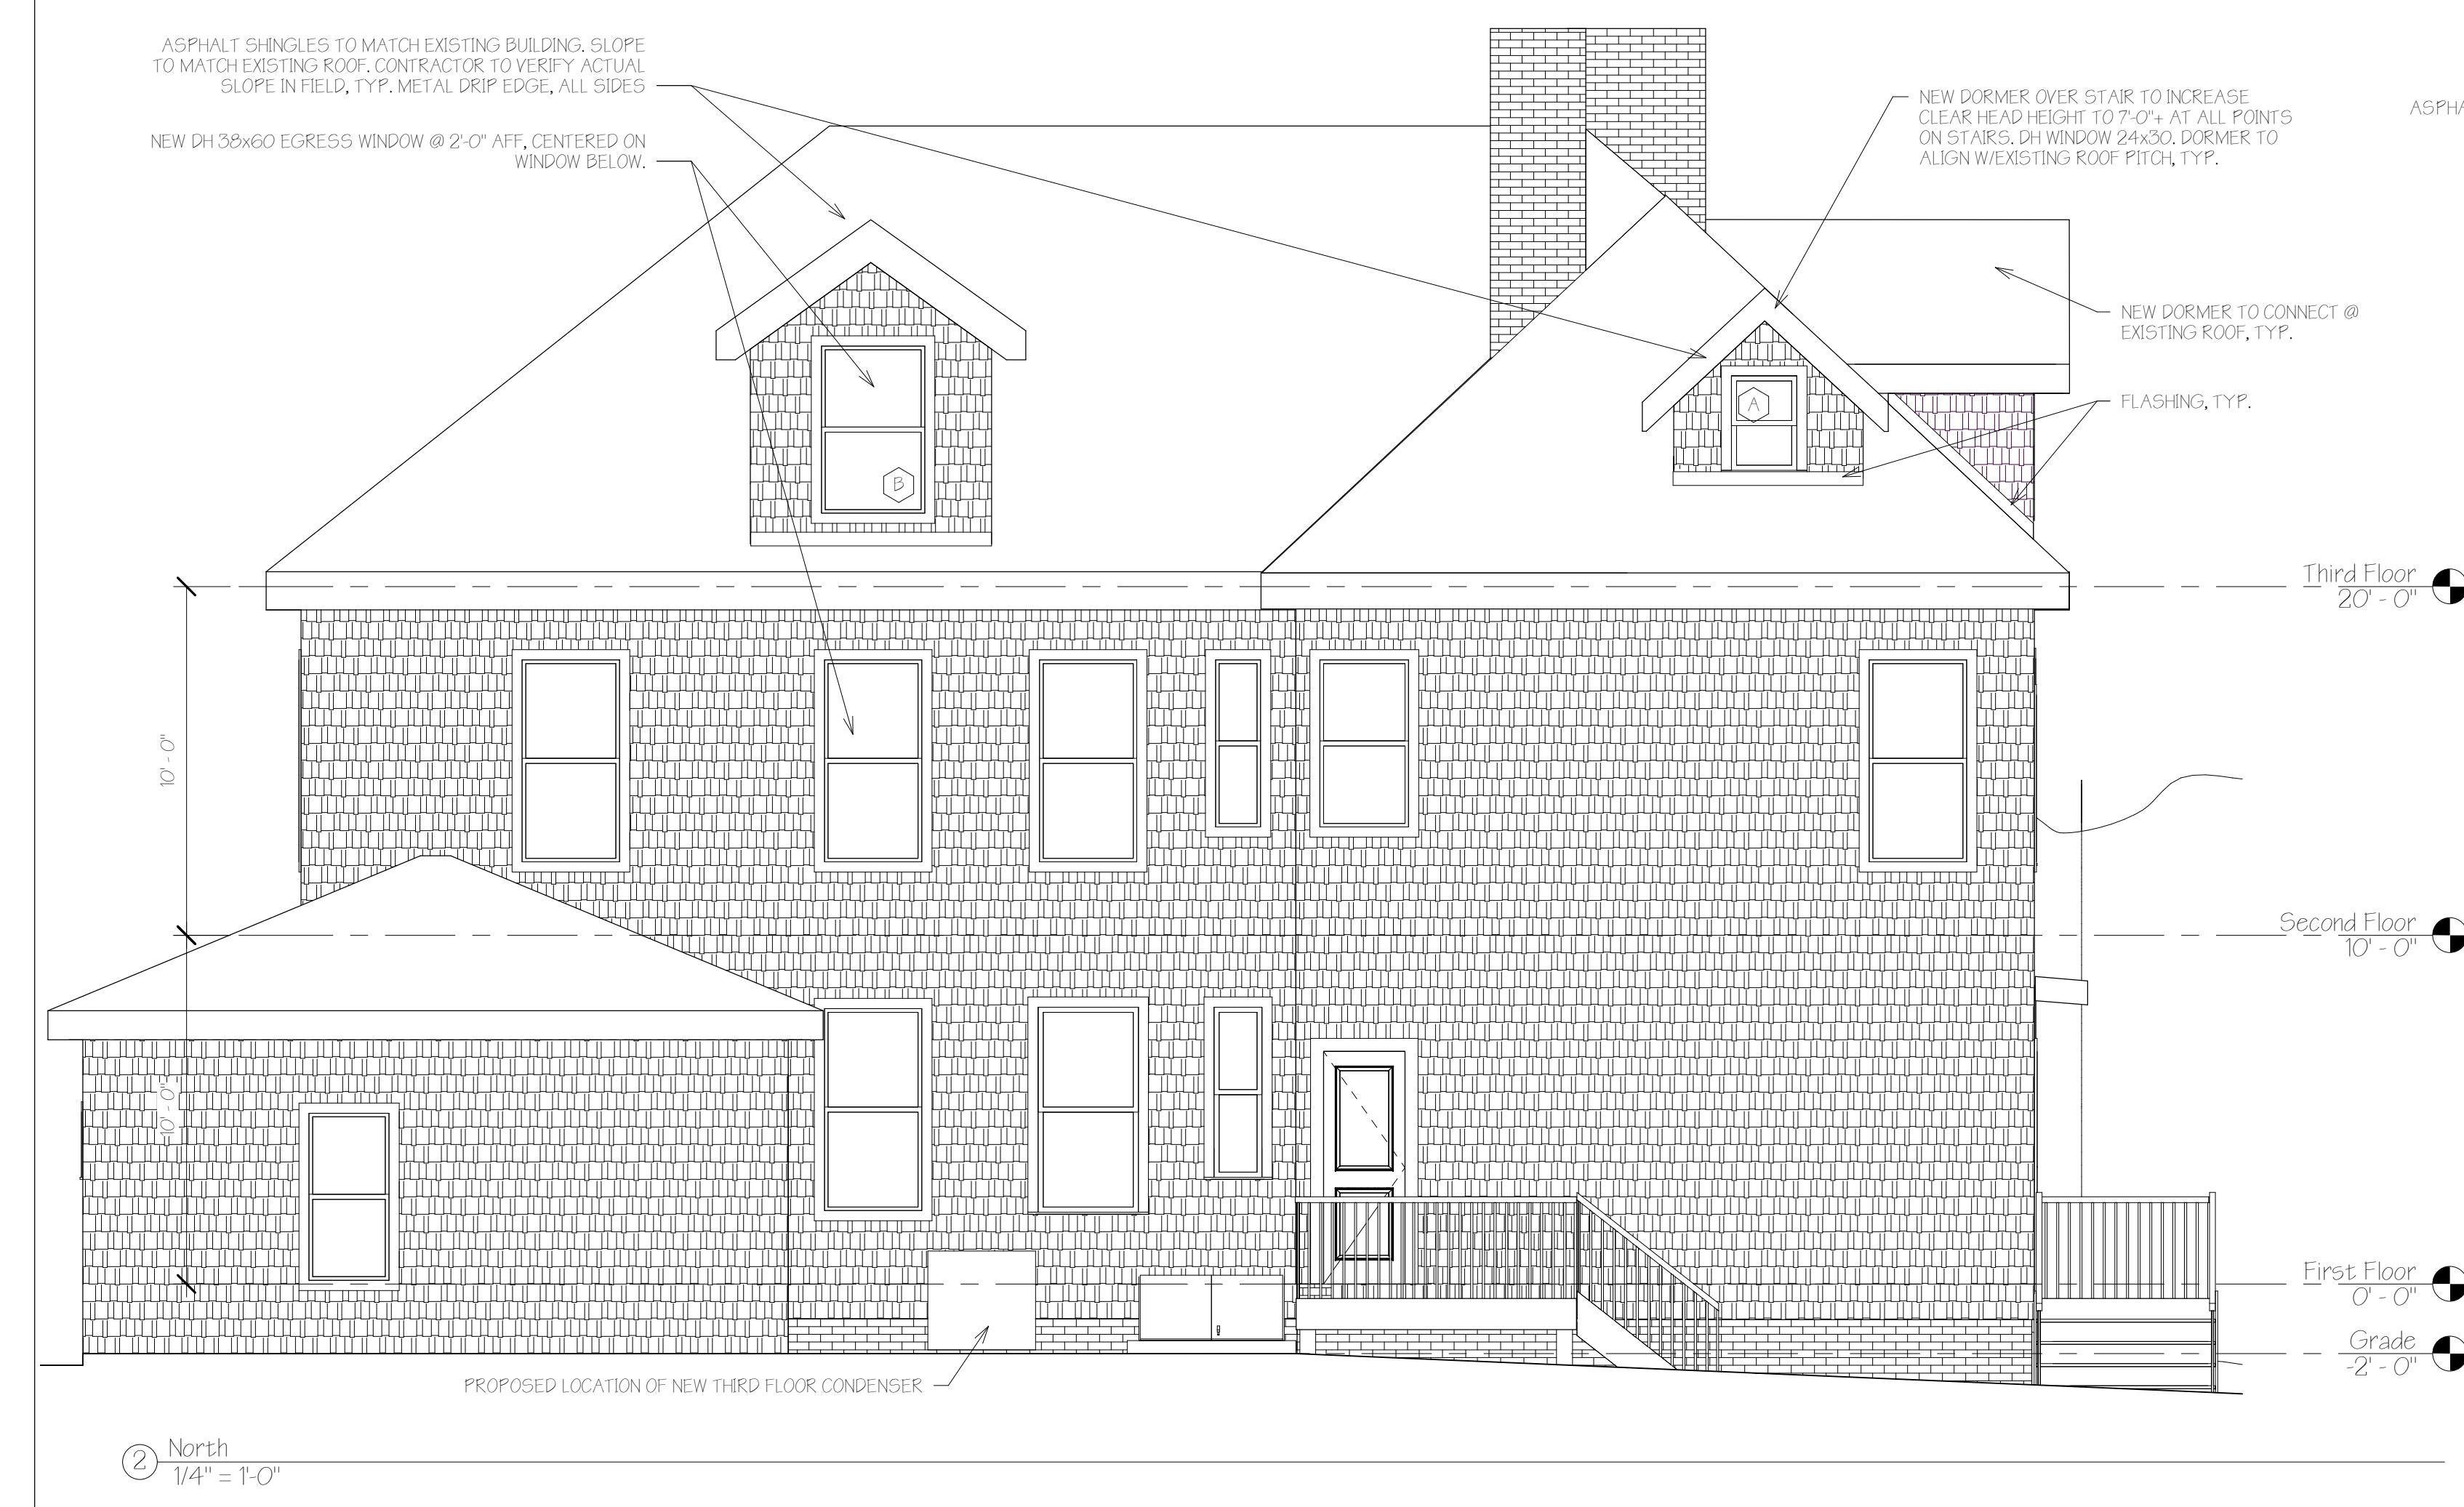 ASPHALT SHINGLES TO MATCH EXISTING BUILDING. SLOPE
TO MATCH EXISTING ROOF. CONTRACTOR TO VERIFY ACTUAL
SLOPE IN FIELD, TYP. METAL DRIP EDGE, ALL SIDES
NEW DH 38x60 EGRESS WINDOW @ 2'-0" AFF, CENTERED ON
WINDOW BELOW.
NEW DORMER OVER STAIR TO INCREASE
CLEAR HEAD HEIGHT TO 7'-0"+ AT ALL POINTS
ON STAIRS. DH WINDOW 24x30. DORMER TO
ALIGN W/EXISTING ROOF PITCH, TYP.
ASPHA
NEW DORMER TO CONNECT @
EXISTING ROOF, TYP.
FLASHING, TYP.
A
B
Third Floor
20' - 0"
10' - 0"
Second Floor
10' - 0"
10' - 0"
First Floor
0' - 0"
Grade
-2' - 0"
PROPOSED LOCATION OF NEW THIRD FLOOR CONDENSER
2
North
1/4" = 1'-0"